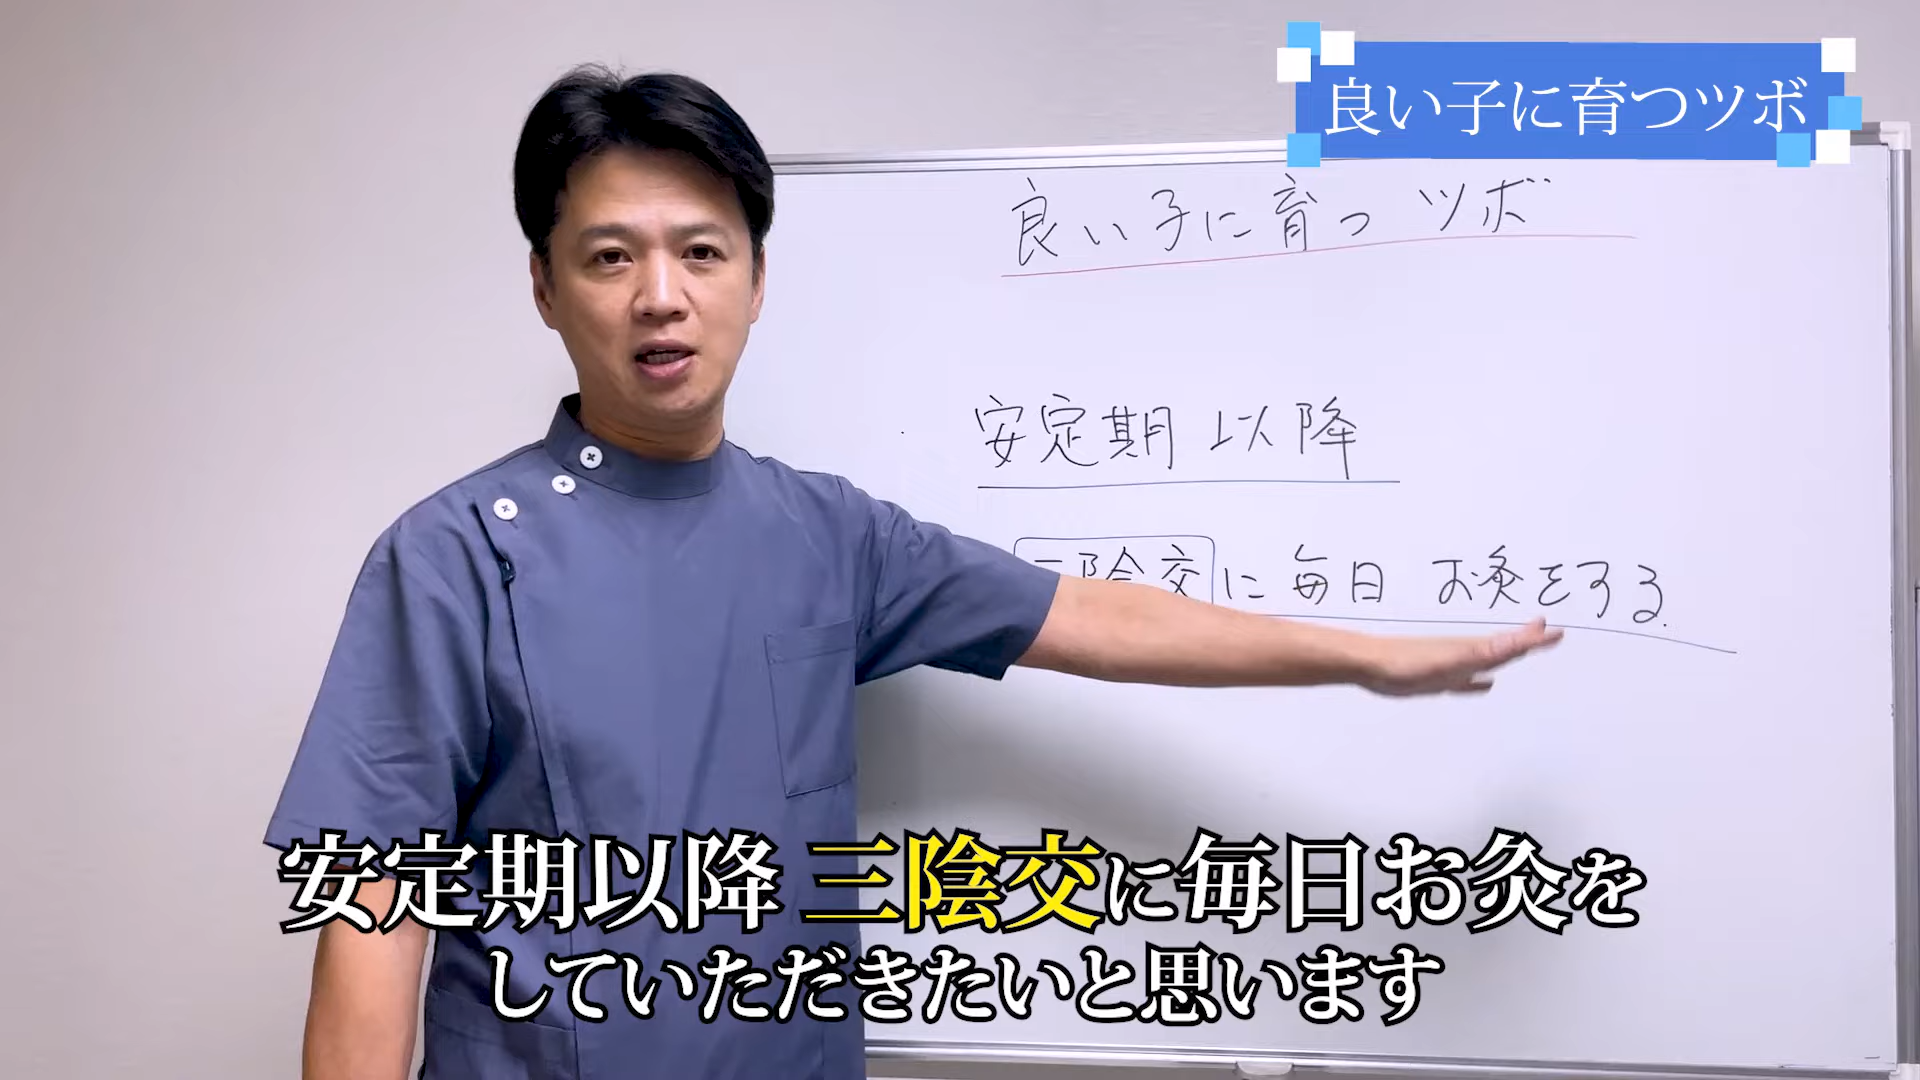 良い子に育つツボ
良い子に育つ ツボ
安定期 以降
三陰交に 毎日 お灸をする.
安定期以降 三陰交に毎日お灸を
していただきたいと思います